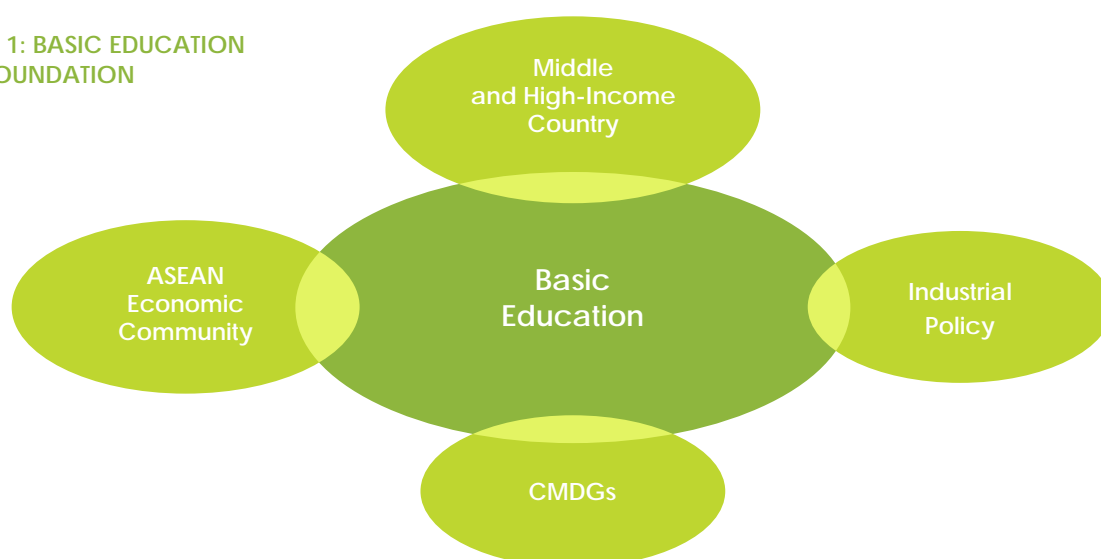 1: BASIC EDUCATION
OUNDATION
Middle
and High-Income
Country
ASEAN
Economic
Community
Basic
Education
Industrial
Policy
CMDGs